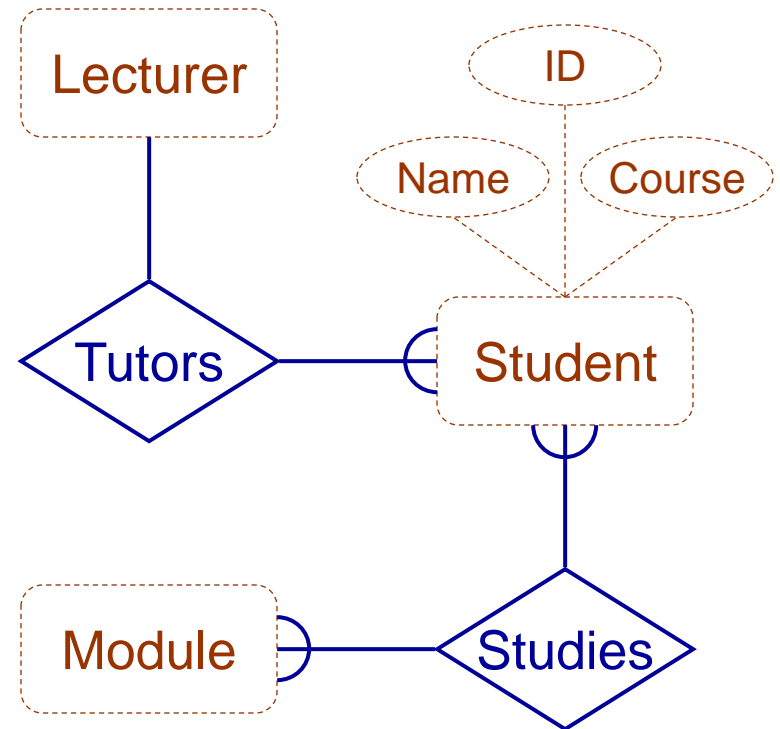 Lecturer
ID
Name
Course
Tutors
Student
Module
Studies